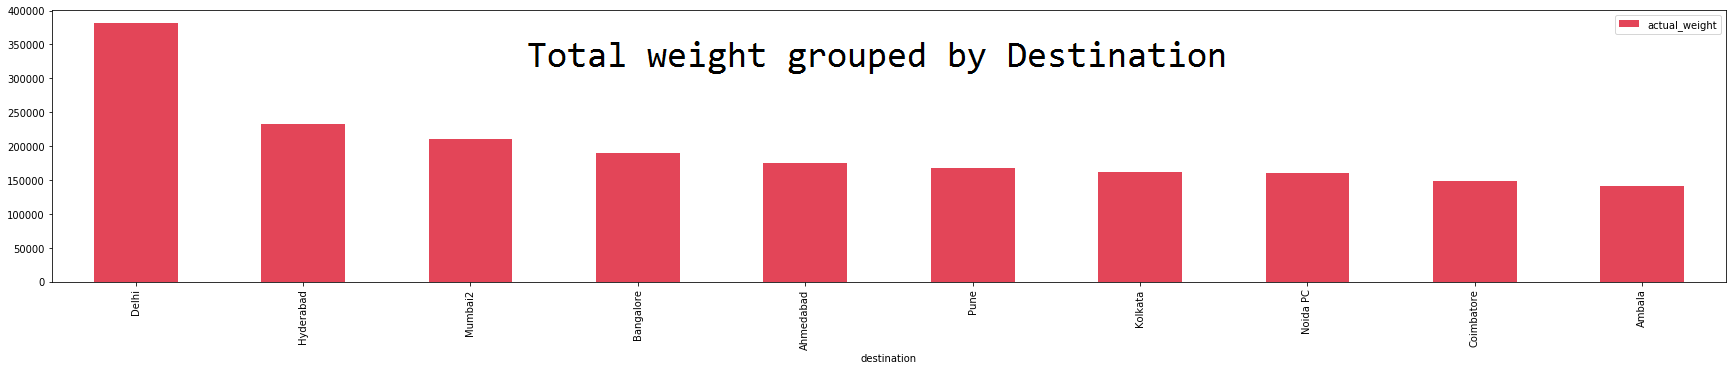 Total weight grouped by Destination
actual_weight
400000
350000
300000
250000
200000
150000
100000
50000
0
Delhi
Hyderabad
Mumbai2
Bangalore
Ahmedabad
Pune
Kolkata
Noida PC
Coimbatore
Ambala
destination